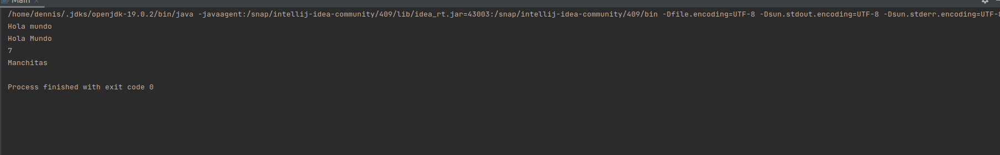 Main
/home/dennis/.jdks/openjdk-19.0.2/bin/java -javaagent:/snap/intellij-idea-community/409/lib/idea_rt.jar=43003:/snap/intellij-idea-community/409/bin -Dfile.encoding=UTF-8 -Dsun.stdout.encoding=UTF-8 -Dsun.stderr.encoding=UTF-8
Hola mundo
Hola Mundo
7
Manchitas
Process finished with exit code 0